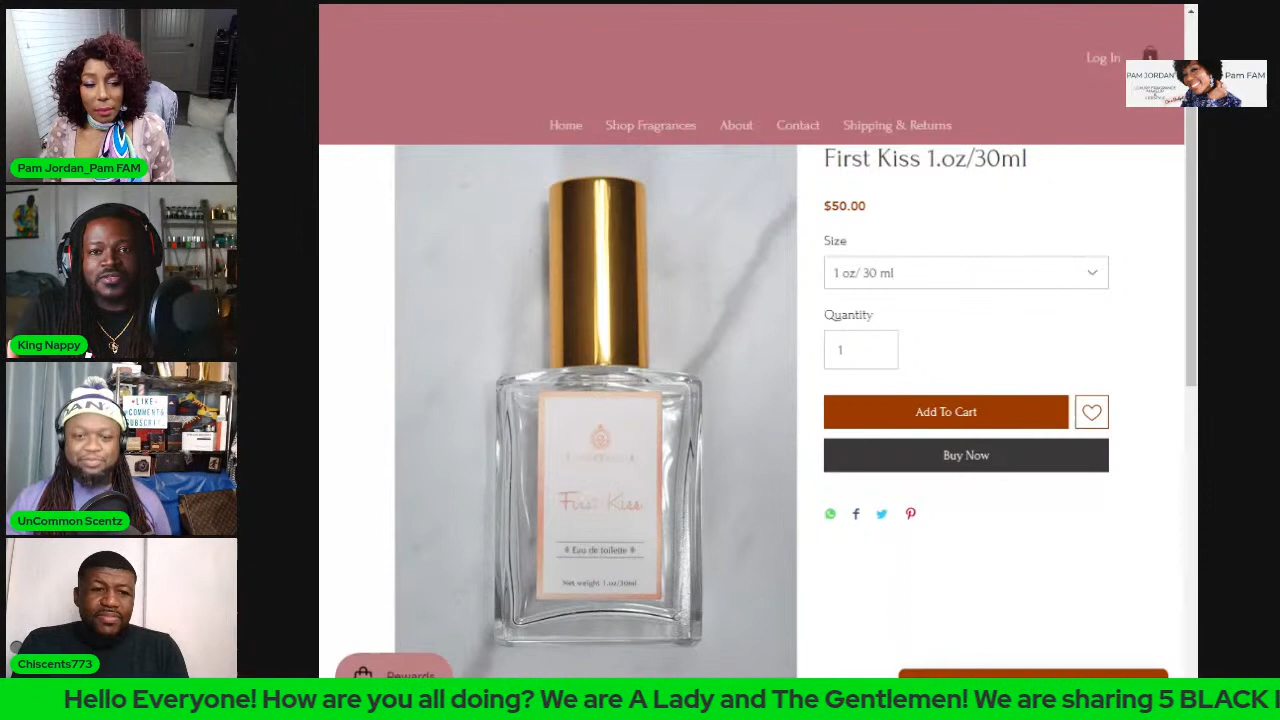 Pam Jordan_Pam FAM
King Nappy
LIKE
COMMENT&
SUBSCRIBE
UnCommon Scentz
Chiscents773
Log In
PAM JORDAN
Pam FAM
Home Shop Fragrances About Contact Shipping & Returns
First Kiss 1.oz/30ml
$50.00
Size
1 oz/ 30 ml
Quantity
1
Add To Cart
Buy Now
First Kiss
Eau de toilette
Net weight 1.oz/30ml
Rewards
Hello Everyone! How are you all doing? We are A Lady and The Gentlemen! We are sharing 5 BLACK